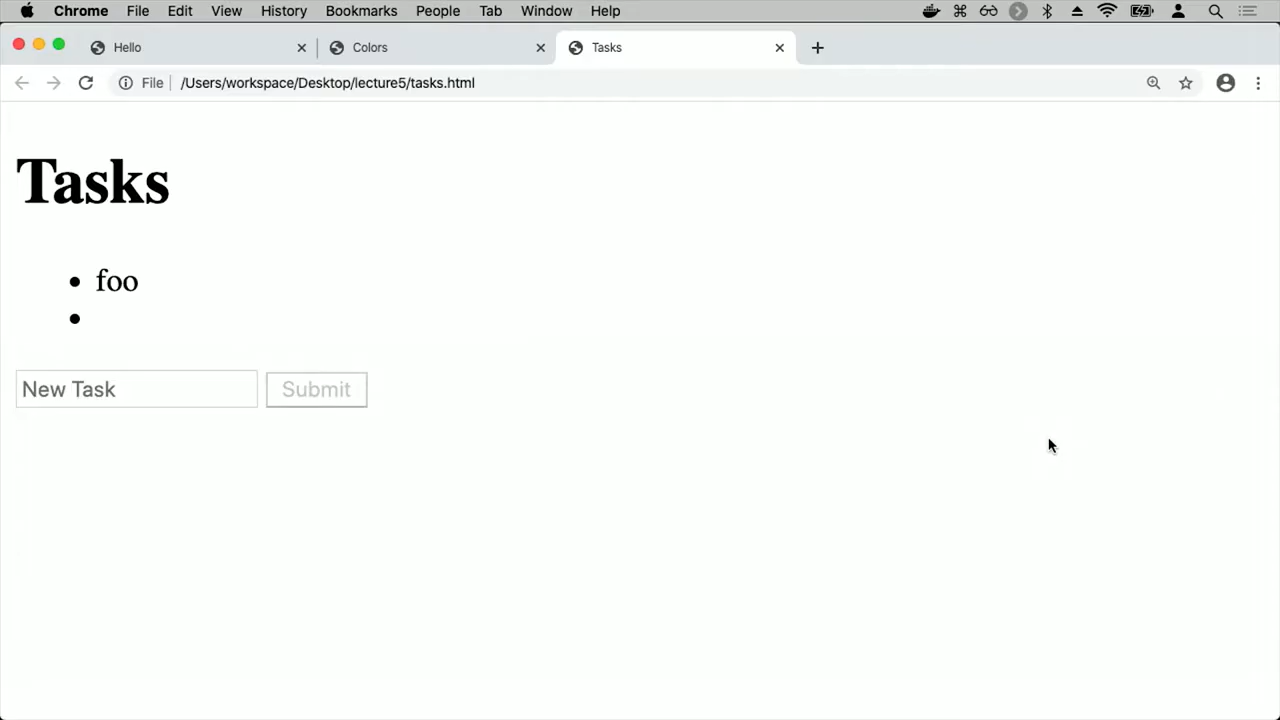 Chrome File Edit View History Bookmarks People Tab Window Help
Hello Colors Tasks
File /Users/workspace/Desktop/lecture5/tasks.html
Tasks
foo
New Task Submit